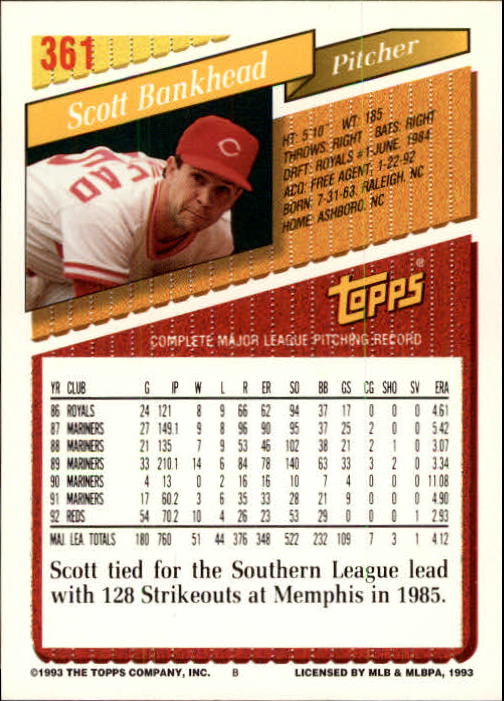 361
Scott Bankhead
Pitcher
HT: 5'10" WT: 185
THROWS: RIGHT BATS: RIGHT
DRFT: ROYALS #1-JUNE, 1984
ACQ: FREE AGENT, 1-22-92
BORN: 7-31-63, RALEIGH, NC
HOME: ASHBORO, NC
TOPPS®
COMPLETE MAJOR LEAGUE PITCHING RECORD
YR CLUB G IP W L R ER SO BB GS CG SHO SV ERA
86 ROYALS 24 121 8 9 66 62 94 37 17 0 0 0 4.61
87 MARINERS 27 149.1 9 8 96 90 95 37 25 2 0 0 5.42
88 MARINERS 21 135 7 9 53 46 102 38 21 2 1 0 3.07
89 MARINERS 33 210.1 14 6 84 78 140 63 33 3 2 0 3.34
90 MARINERS 4 13 0 2 16 16 10 7 4 0 0 0 11.08
91 MARINERS 17 60.2 3 6 35 33 28 21 9 0 0 0 4.90
92 REDS 54 70.2 10 4 26 23 53 29 0 0 0 1 2.93
MAJ. LEA. TOTALS 180 760 51 44 376 348 522 232 109 7 3 1 4.12
Scott tied for the Southern League lead
with 128 Strikeouts at Memphis in 1985.
©1993 THE TOPPS COMPANY, INC. B LICENSED BY MLB & MLBPA, 1993